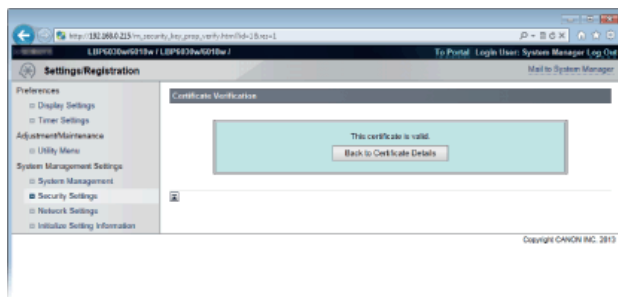 http://192.168.0.215/m_security_key_prop_verify.html?id=1&res=1
LBP6030w/6018w / LBP6030w/6018w /
To Portal Login User: System Manager Log Out
Settings/Registration
Mail to System Manager
Preferences
Display Settings
Timer Settings
Adjustment/Maintenance
Utility Menu
System Management Settings
System Management
Security Settings
Network Settings
Initialize Setting Information
Certificate Verification
This certificate is valid.
Back to Certificate Details
Copyright CANON INC. 2013